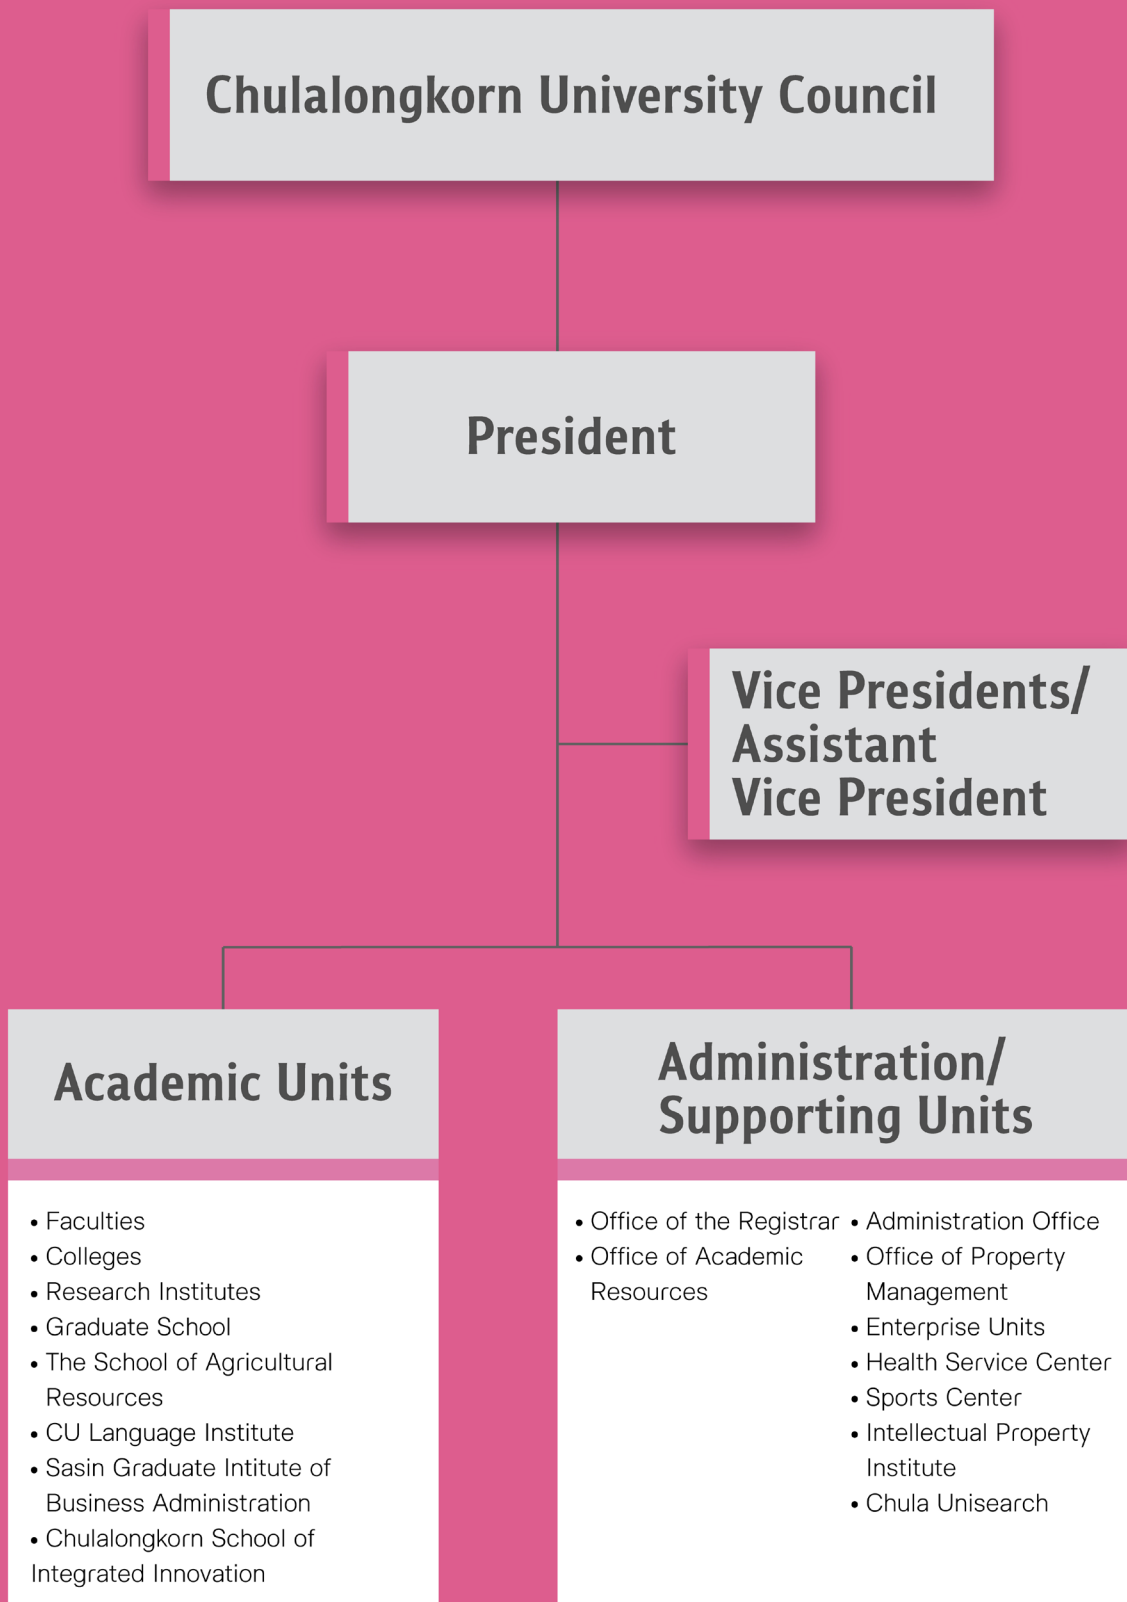 Chulalongkorn University Council
President
Vice Presidents/
Assistant
Vice President
Academic Units
• Faculties
• Colleges
• Research Institutes
• Graduate School
• The School of Agricultural
Resources
• CU Language Institute
• Sasin Graduate Intitute of
Business Administration
• Chulalongkorn School of
Integrated Innovation
Administration/
Supporting Units
• Office of the Registrar
• Office of Academic
Resources
• Administration Office
• Office of Property
Management
• Enterprise Units
• Health Service Center
• Sports Center
• Intellectual Property
Institute
• Chula Unisearch